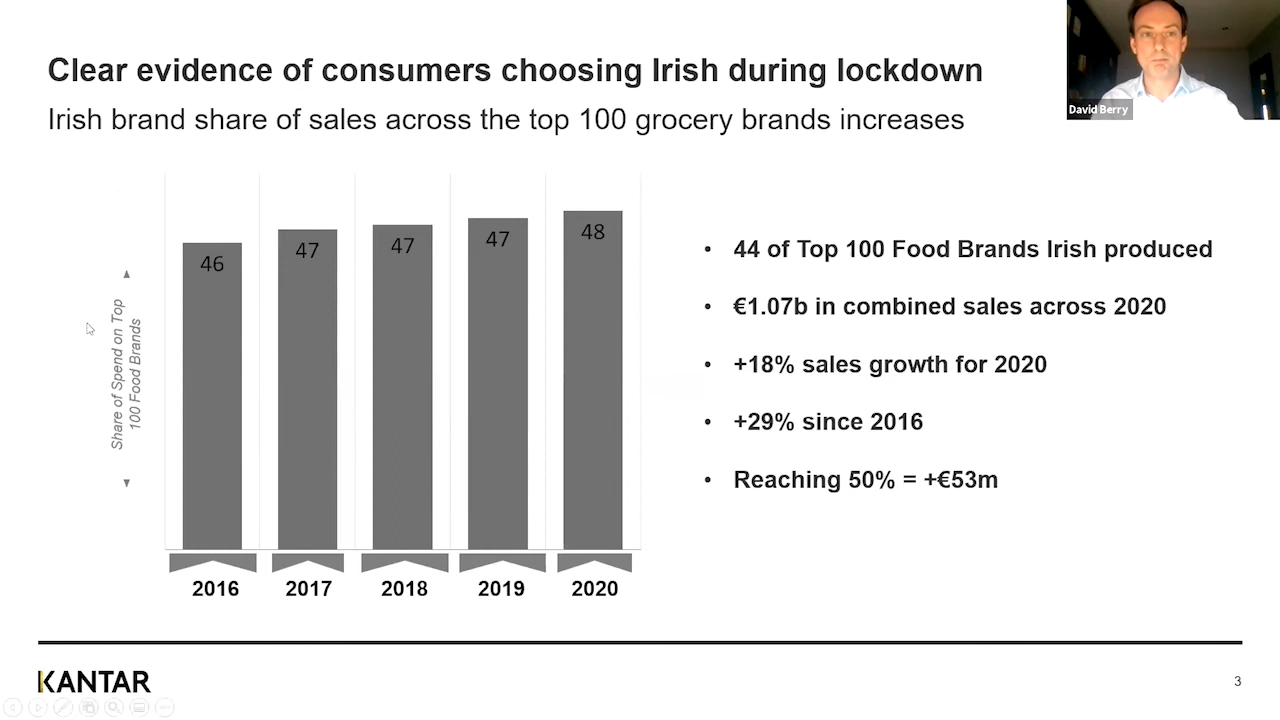 Clear evidence of consumers choosing Irish during lockdown
Irish brand share of sales across the top 100 grocery brands increases
David Berry
46
47
47
47
48
Share of Spend on Top
100 Food Brands
2016
2017
2018
2019
2020
• 44 of Top 100 Food Brands Irish produced
• €1.07b in combined sales across 2020
• +18% sales growth for 2020
• +29% since 2016
• Reaching 50% = +€53m
KANTAR
3